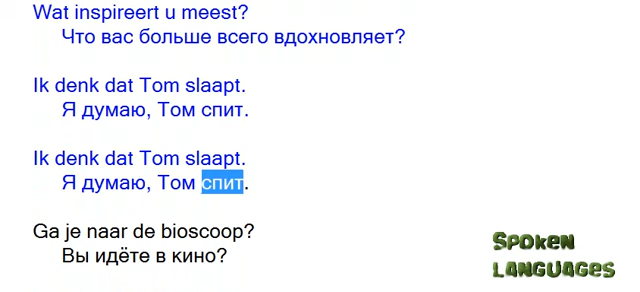 Wat inspireert u meest?
Что вас больше всего вдохновляет?
Ik denk dat Tom slaapt.
Я думаю, Том спит.
Ik denk dat Tom slaapt.
Я думаю, Том спит.
Ga je naar de bioscoop?
Вы идёте в кино?
Spoken
Languages